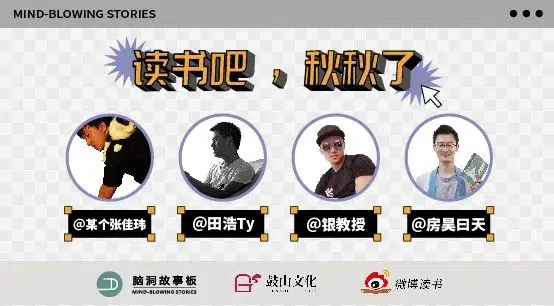 MIND-BLOWING STORIES
读书吧，秋秋了
@某个张佳玮
@田浩Ty
@银教授
@房昊曰天
脑洞故事板
MIND-BLOWING STORIES
鼓山文化
微博读书